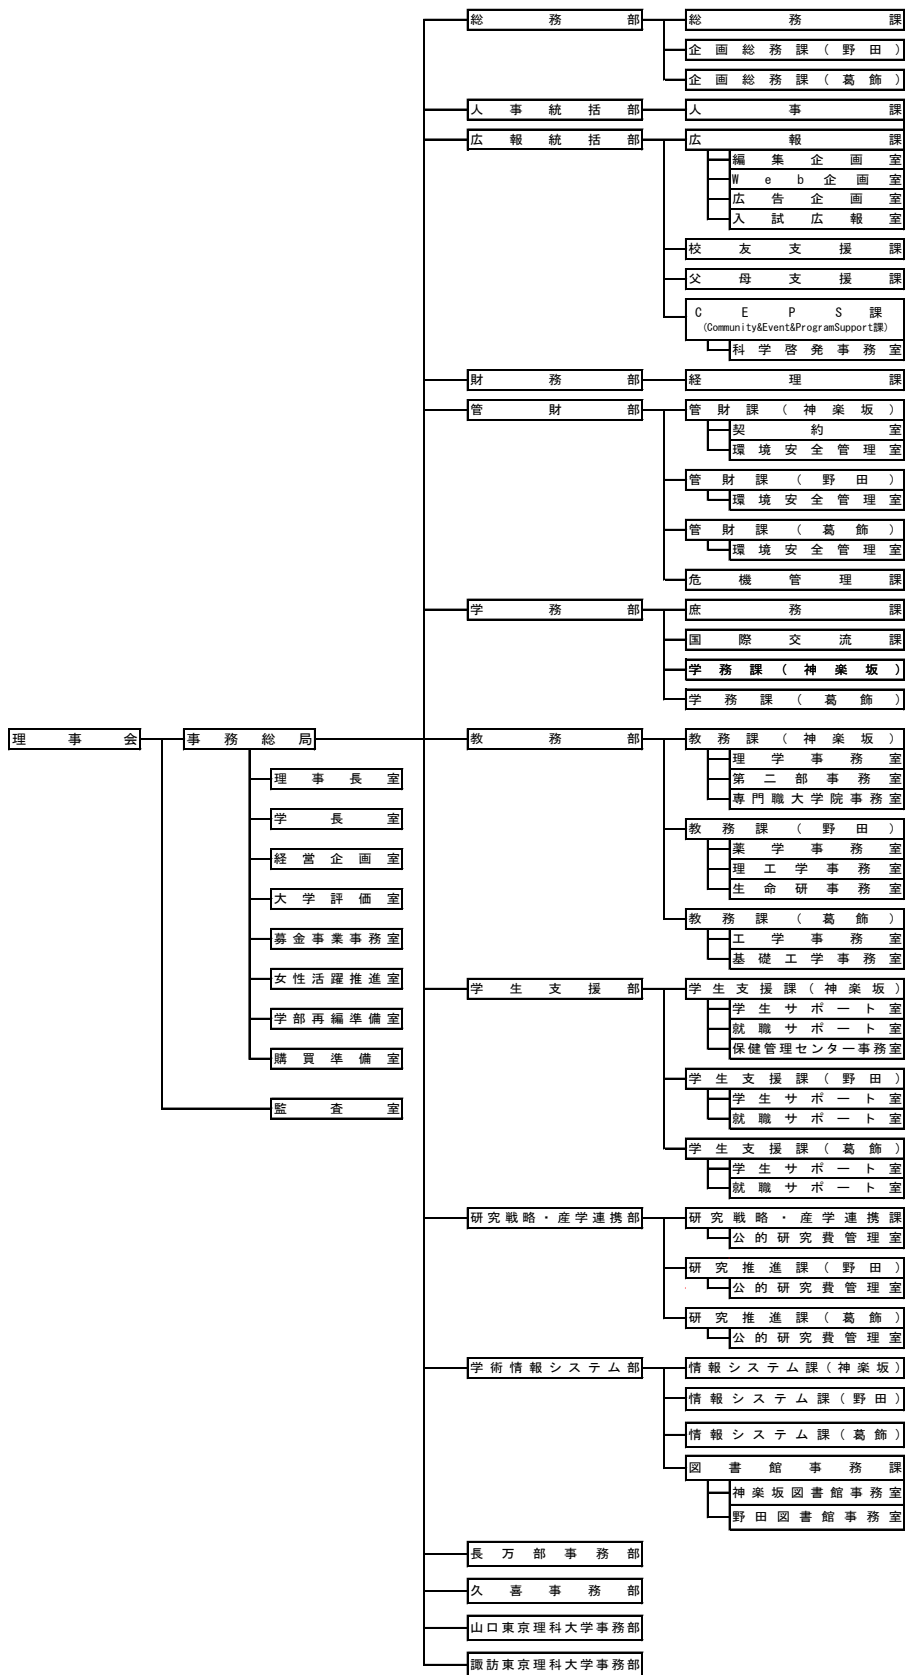 総務部
総務課
企画総務課(野田)
企画総務課(葛飾)
人事統括部
人事課
広報統括部
広報課
編集企画室
Web企画室
広告企画室
入試広報室
校友支援課
父母支援課
CEPS課
(Community&Event&ProgramSupport課)
科学啓発事務室
財務部
経理課
管財部
管財課(神楽坂)
契約室
環境安全管理室
管財課(野田)
環境安全管理室
管財課(葛飾)
環境安全管理室
危機管理課
学務部
庶務課
国際交流課
学務課(神楽坂)
学務課(葛飾)
理事会
事務総局
理事長室
学長室
経営企画室
大学評価室
募金事業事務室
女性活躍推進室
学部再編準備室
購買準備室
監査室
教務部
教務課(神楽坂)
理学事務室
第二部事務室
専門職大学院事務室
教務課(野田)
薬学事務室
理工学事務室
生命研事務室
教務課(葛飾)
工学事務室
基礎工学事務室
学生支援部
学生支援課(神楽坂)
学生サポート室
就職サポート室
保健管理センター事務室
学生支援課(野田)
学生サポート室
就職サポート室
学生支援課(葛飾)
学生サポート室
就職サポート室
研究戦略・産学連携部
研究戦略・産学連携課
公的研究費管理室
研究推進課(野田)
公的研究費管理室
研究推進課(葛飾)
公的研究費管理室
学術情報システム部
情報システム課(神楽坂)
情報システム課(野田)
情報システム課(葛飾)
図書館事務課
神楽坂図書館事務室
野田図書館事務室
長万部事務部
久喜事務部
山口東京理科大学事務部
諏訪東京理科大学事務部